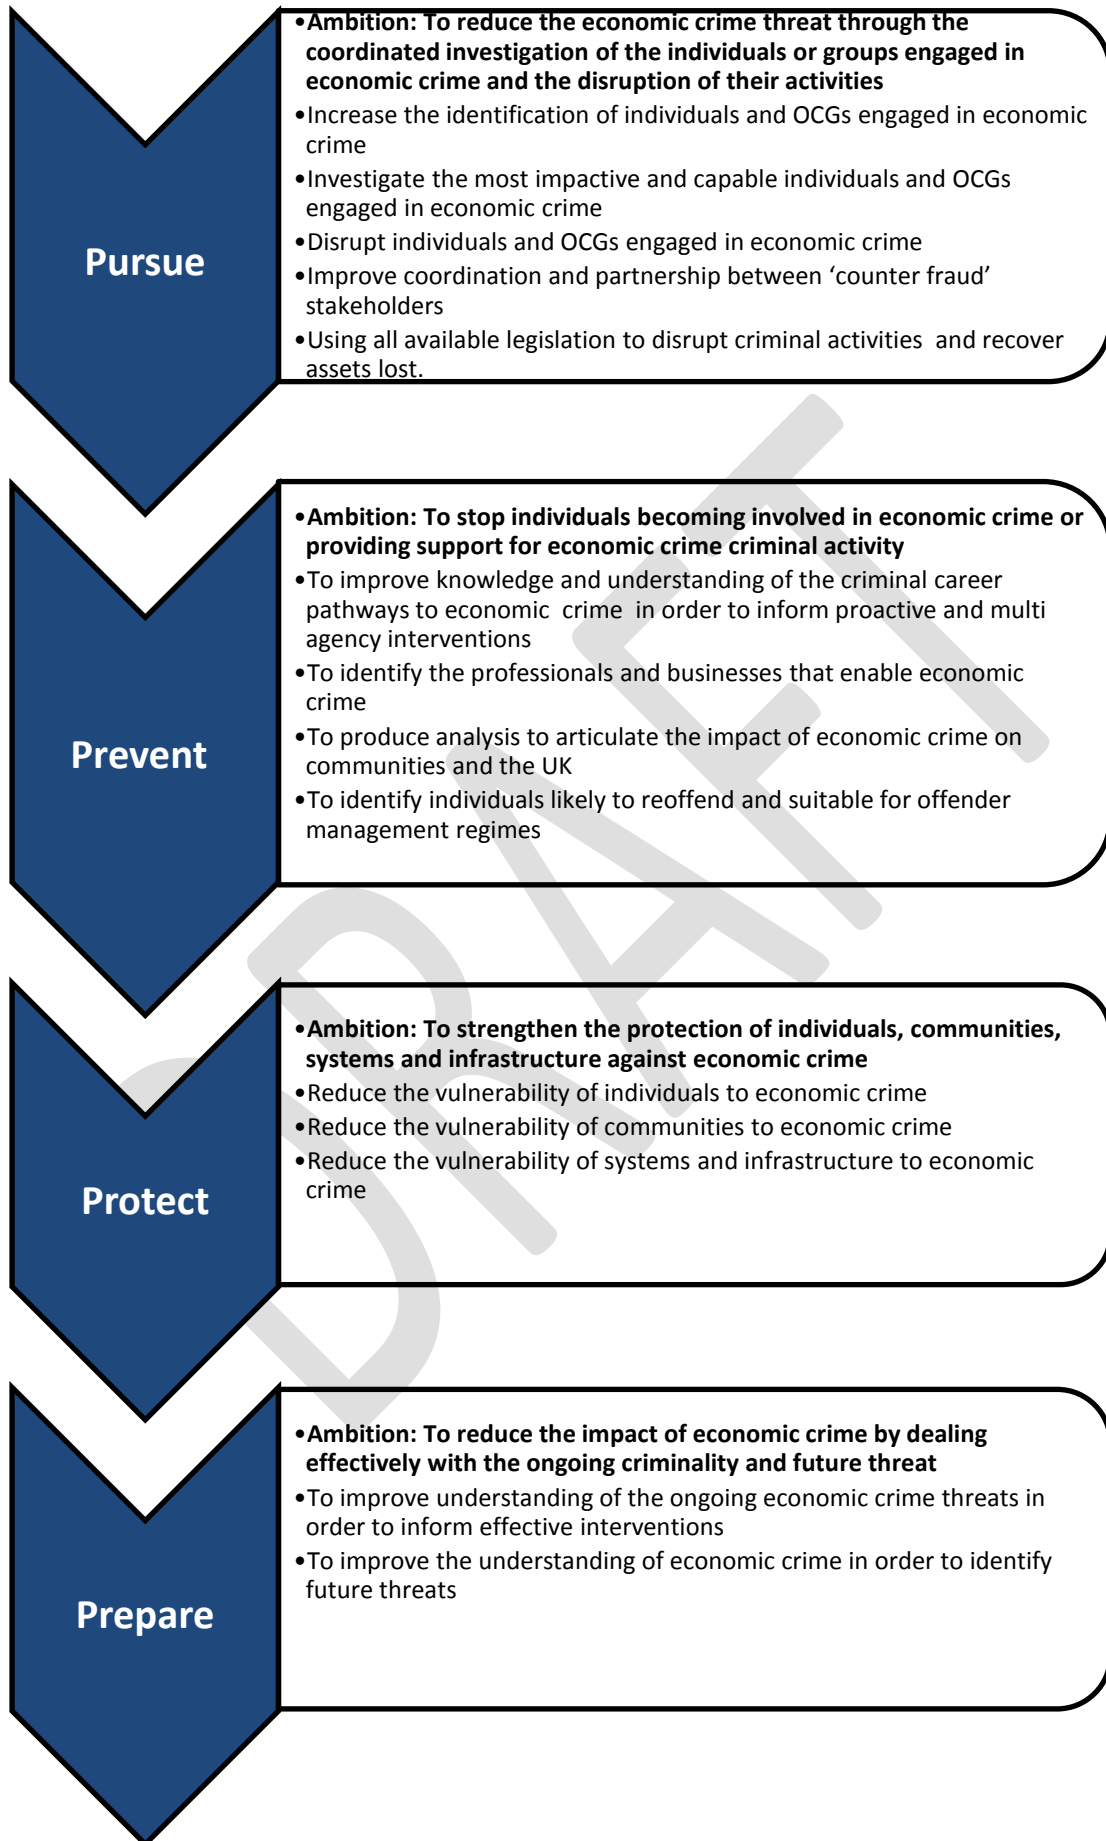 Pursue
•Ambition: To reduce the economic crime threat through the
coordinated investigation of the individuals or groups engaged in
economic crime and the disruption of their activities
•Increase the identification of individuals and OCGs engaged in economic
crime
•Investigate the most impactive and capable individuals and OCGs
engaged in economic crime
•Disrupt individuals and OCGs engaged in economic crime
•Improve coordination and partnership between ‘counter fraud’
stakeholders
•Using all available legislation to disrupt criminal activities  and recover
assets lost.
Prevent
•Ambition: To stop individuals becoming involved in economic crime or
providing support for economic crime criminal activity
•To improve knowledge and understanding of the criminal career
pathways to economic  crime  in order to inform proactive and multi
agency interventions
•To identify the professionals and businesses that enable economic
crime
•To produce analysis to articulate the impact of economic crime on
communities and the UK
•To identify individuals likely to reoffend and suitable for offender
management regimes
Protect
•Ambition: To strengthen the protection of individuals, communities,
systems and infrastructure against economic crime
•Reduce the vulnerability of individuals to economic crime
•Reduce the vulnerability of communities to economic crime
•Reduce the vulnerability of systems and infrastructure to economic
crime
Prepare
•Ambition: To reduce the impact of economic crime by dealing
effectively with the ongoing criminality and future threat
•To improve understanding of the ongoing economic crime threats in
order to inform effective interventions
•To improve the understanding of economic crime in order to identify
future threats
DRAFT